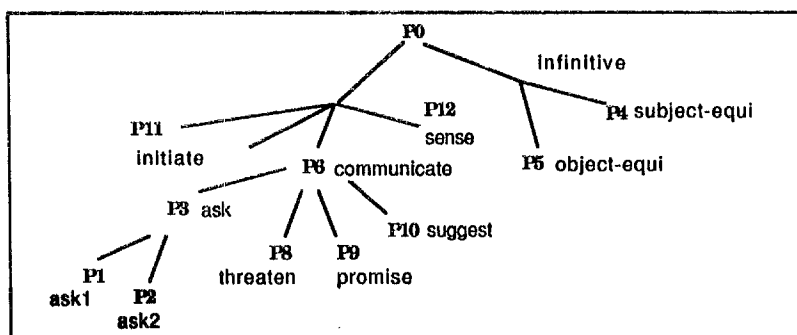 P0
infinitive
P12
sense
P4 subject-equi
P11
initiate
P5 object-equi
P6 communicate
P3 ask
P10 suggest
P8
threaten
P9
promise
P1
ask1
P2
ask2